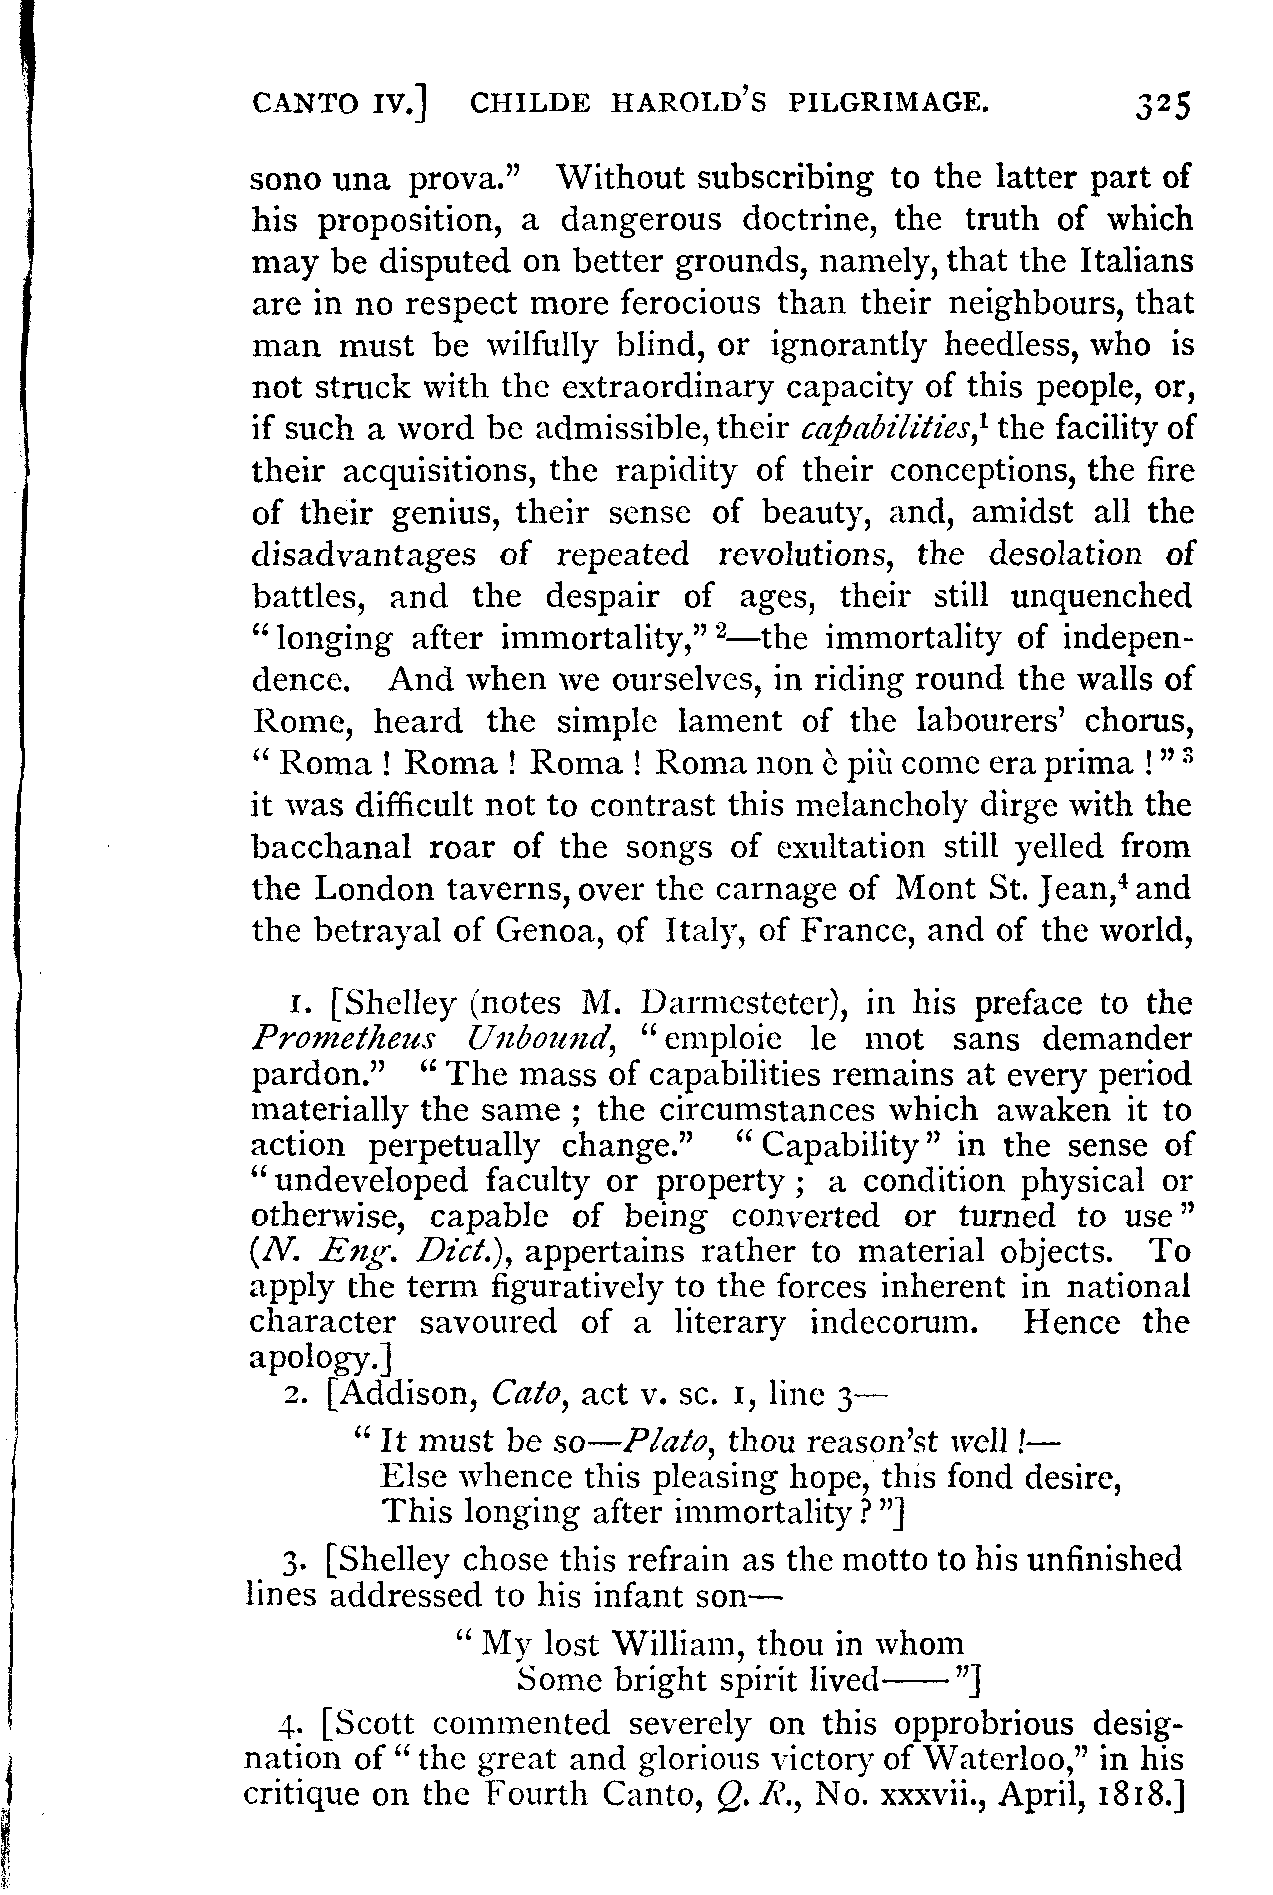 CANTO IV.] CHILDE HAROLD'S PILGRIMAGE. 325
sono una prova.” Without subscribing to the latter part of
his proposition, a dangerous doctrine, the truth of which
may be disputed on better grounds, namely, that the Italians
are in no respect more ferocious than their neighbours, that
man must be wilfully blind, or ignorantly heedless, who is
not struck with the extraordinary capacity of this people, or,
if such a word be admissible, their capabilities,¹ the facility of
their acquisitions, the rapidity of their conceptions, the fire
of their genius, their sense of beauty, and, amidst all the
disadvantages of repeated revolutions, the desolation of
battles, and the despair of ages, their still unquenched
“longing after immortality,” ²—the immortality of indepen-
dence. And when we ourselves, in riding round the walls of
Rome, heard the simple lament of the labourers' chorus,
“Roma ! Roma ! Roma ! Roma non è più come era prima !” ³
it was difficult not to contrast this melancholy dirge with the
bacchanal roar of the songs of exultation still yelled from
the London taverns, over the carnage of Mont St. Jean,⁴ and
the betrayal of Genoa, of Italy, of France, and of the world,
1. [Shelley (notes M. Darmesteter), in his preface to the
Prometheus Unbound, “emploie le mot sans demander
pardon.” “The mass of capabilities remains at every period
materially the same ; the circumstances which awaken it to
action perpetually change.” “Capability” in the sense of
“undeveloped faculty or property ; a condition physical or
otherwise, capable of being converted or turned to use”
(N. Eng. Dict.), appertains rather to material objects. To
apply the term figuratively to the forces inherent in national
character savoured of a literary indecorum. Hence the
apology.]
2. [Addison, Cato, act v. sc. 1, line 3—
“It must be so—Plato, thou reason'st well !—
Else whence this pleasing hope, this fond desire,
This longing after immortality ?”]
3. [Shelley chose this refrain as the motto to his unfinished
lines addressed to his infant son—
“My lost William, thou in whom
Some bright spirit lived——”]
4. [Scott commented severely on this opprobrious desig-
nation of “the great and glorious victory of Waterloo,” in his
critique on the Fourth Canto, Q. R., No. xxxvii., April, 1818.]